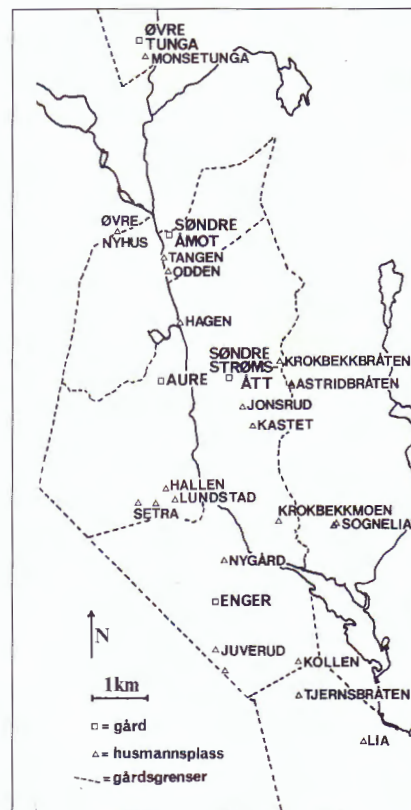 ØVRE
TUNGA
MONSETUNGA
ØVRE
NYHUS
SØNDRE
ÅMOT
TANGEN
ODDEN
HAGEN
SØNDRE
STRØMS-
ÅTT
KROKBEKKBRÅTEN
AURE
ASTRIDBRÅTEN
JONSRUD
KASTET
HALLEN
LUNDSTAD
SETRA
KROKBEKKMOEN
SOGNELIA
NYGÅRD
ENGER
N
JUVERUD
KOLLEN
1km
TJERNSBRÅTEN
= gård
LIA
= husmannsplass
= gårdsgrenser